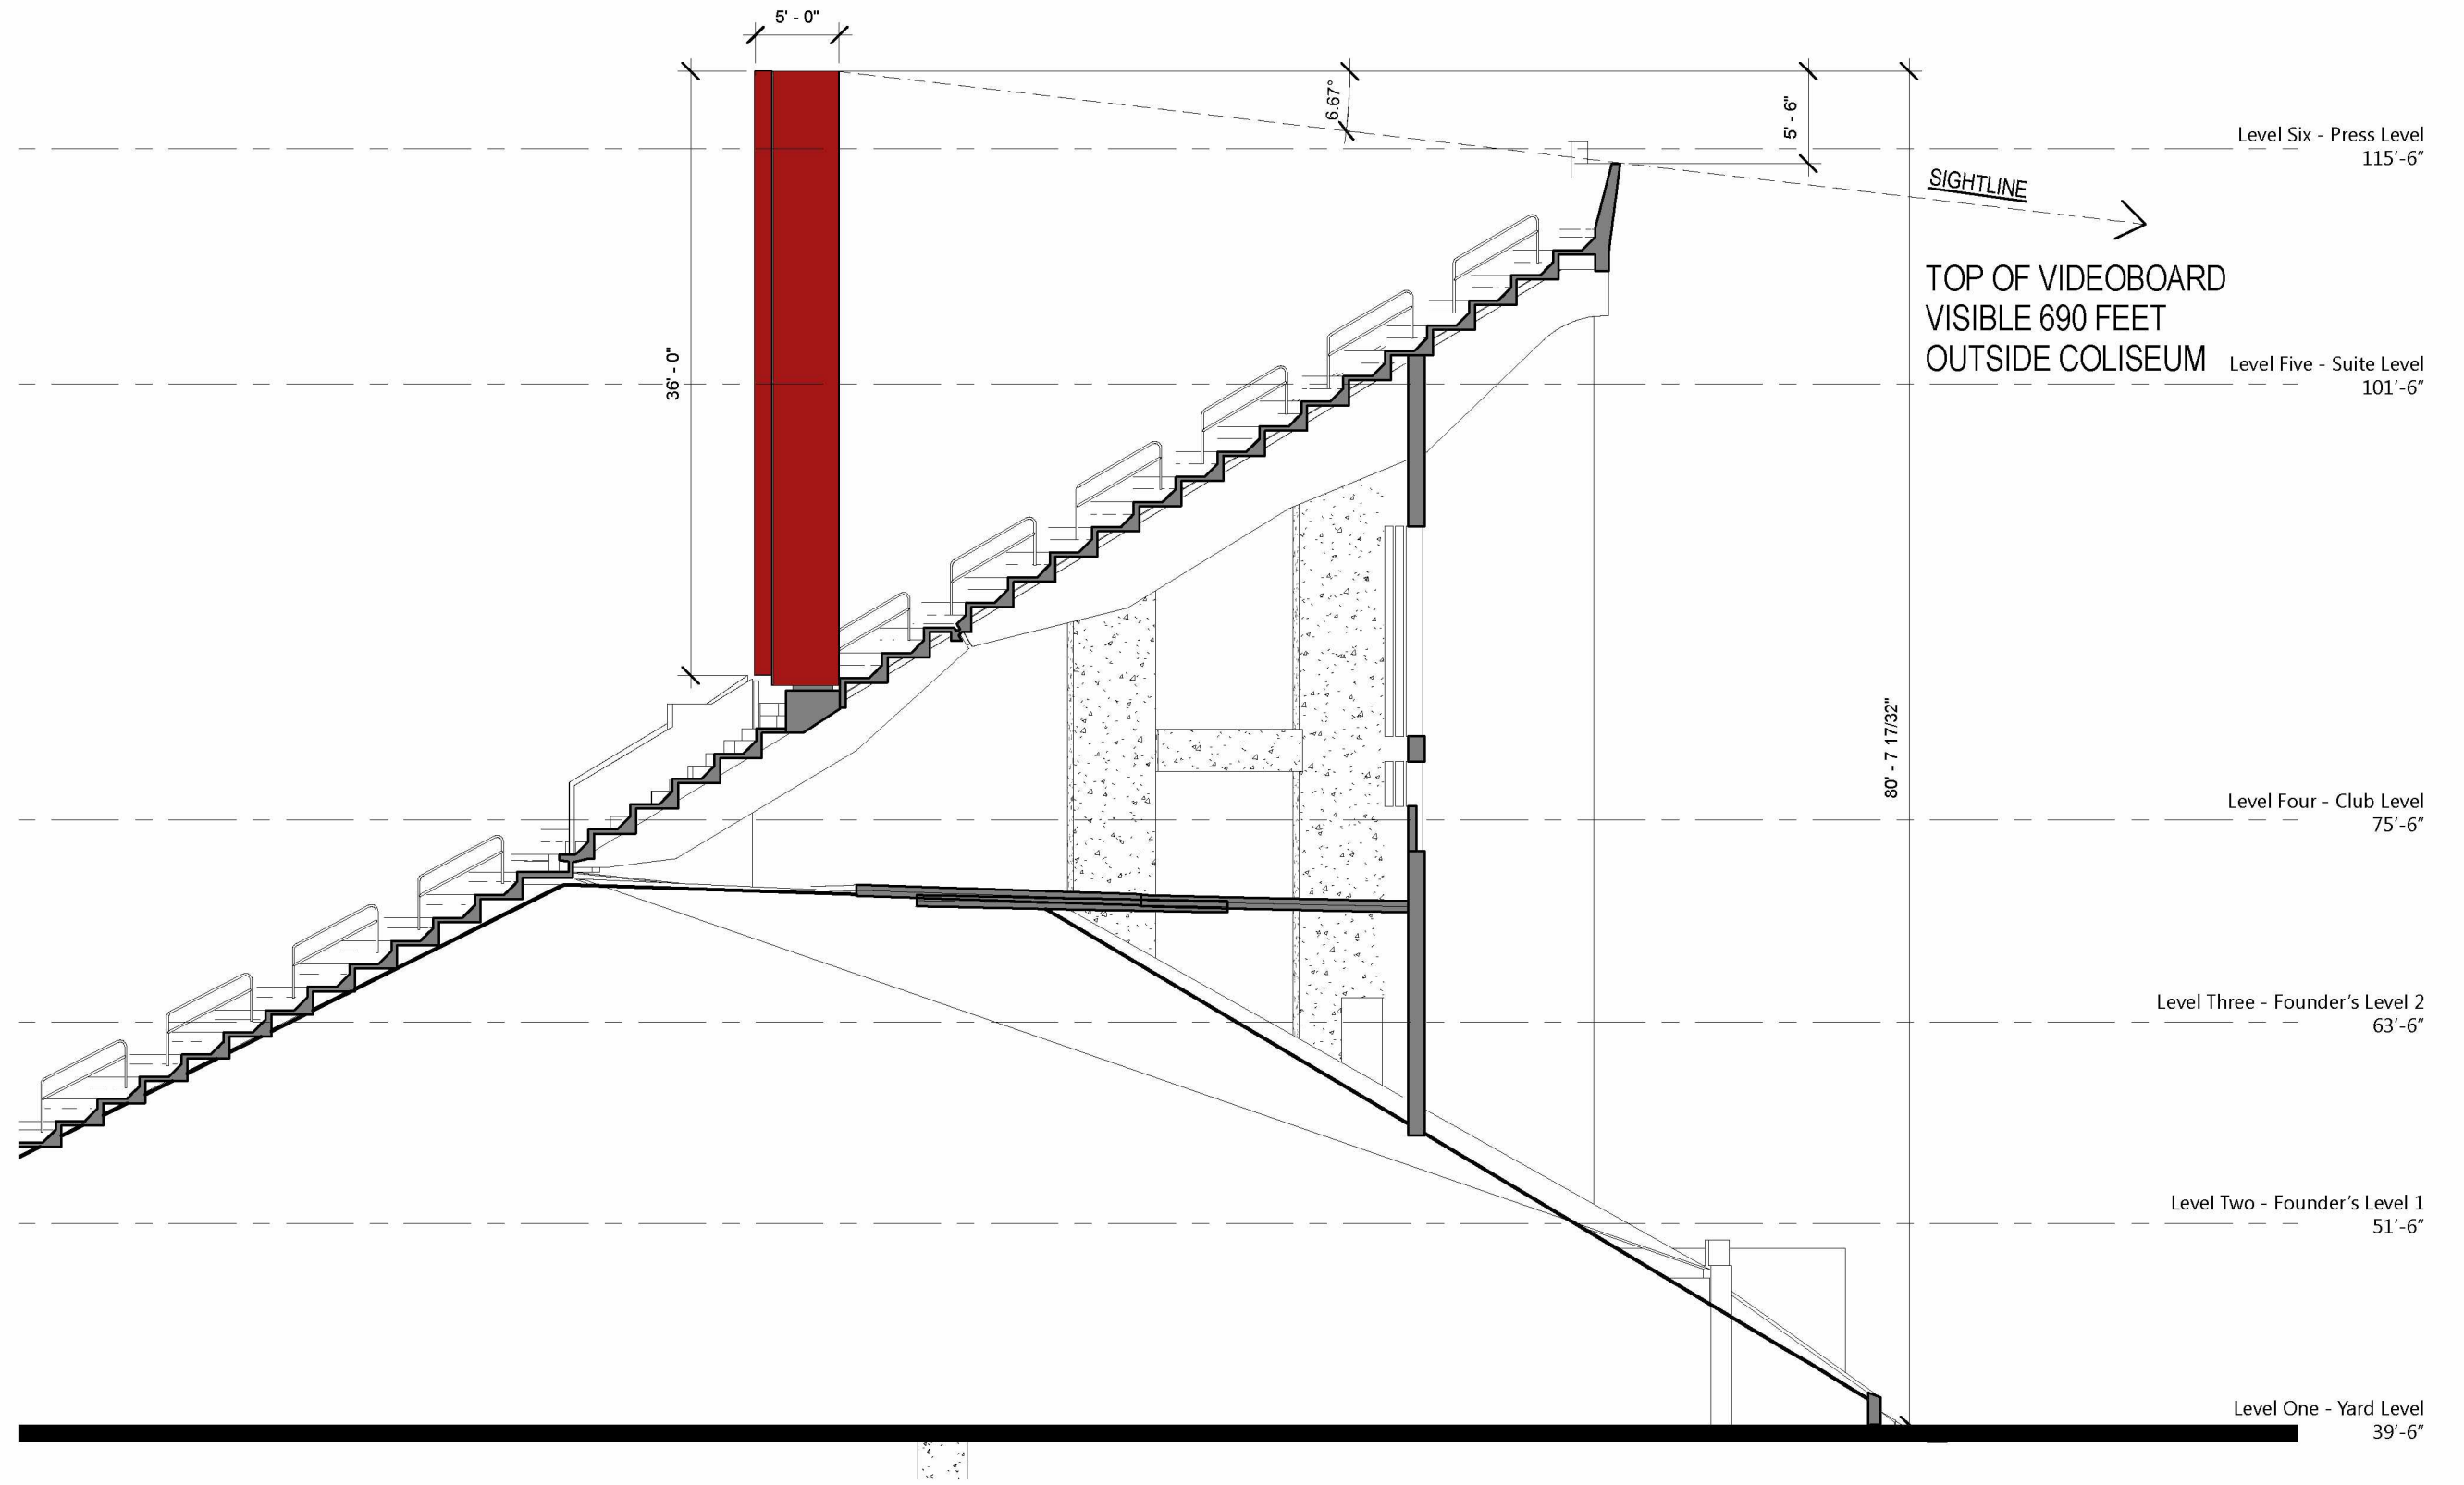 5' - 0"
6.67°
5' - 6"
Level Six - Press Level
115'-6"
SIGHTLINE
TOP OF VIDEOBOARD
VISIBLE 690 FEET
OUTSIDE COLISEUM
Level Five - Suite Level
101'-6"
36' - 0"
80' - 7 17/32"
Level Four - Club Level
75'-6"
Level Three - Founder's Level 2
63'-6"
Level Two - Founder's Level 1
51'-6"
Level One - Yard Level
39'-6"